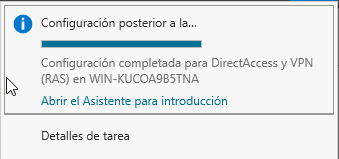 Configuración posterior a la...
Configuración completada para DirectAccess y VPN
(RAS) en WIN-KUCOA9B5TNA
Abrir el Asistente para introducción
Detalles de tarea